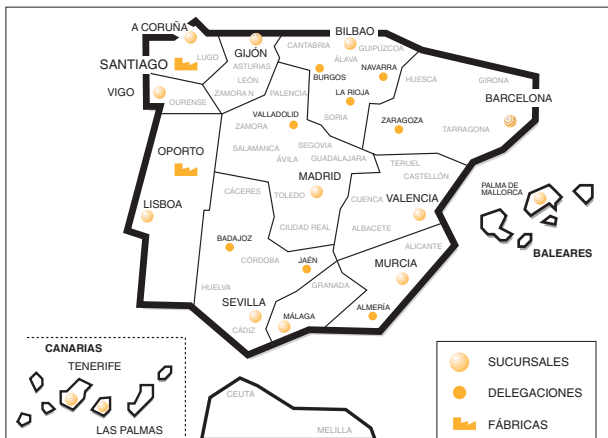 A CORUÑA
BILBAO
LUGO
GIJÓN
CANTABRIA
GUIPÚZCOA
ÁLAVA
SANTIAGO
ASTURIAS
LEÓN
BURGOS
NAVARRA
HUESCA
GIRONA
VIGO
OURENSE
ZAMORA N
PALENCIA
LA RIOJA
BARCELONA
VALLADOLID
SORIA
ZAMORA
ZARAGOZA
TARRAGONA
OPORTO
SALAMANCA
SEGOVIA
ÁVILA
GUADALAJARA
TERUEL
CASTELLÓN
MADRID
CÁCERES
TOLEDO
CUENCA
VALENCIA
PALMA DE
MALLORCA
LISBOA
CIUDAD REAL
ALBACETE
BADAJOZ
ALICANTE
BALEARES
CÓRDOBA
JAÉN
MURCIA
HUELVA
GRANADA
SEVILLA
MÁLAGA
ALMERÍA
CÁDIZ
CANARIAS
TENERIFE
LAS PALMAS
CEUTA
MELILLA
SUCURSALES
DELEGACIONES
FÁBRICAS